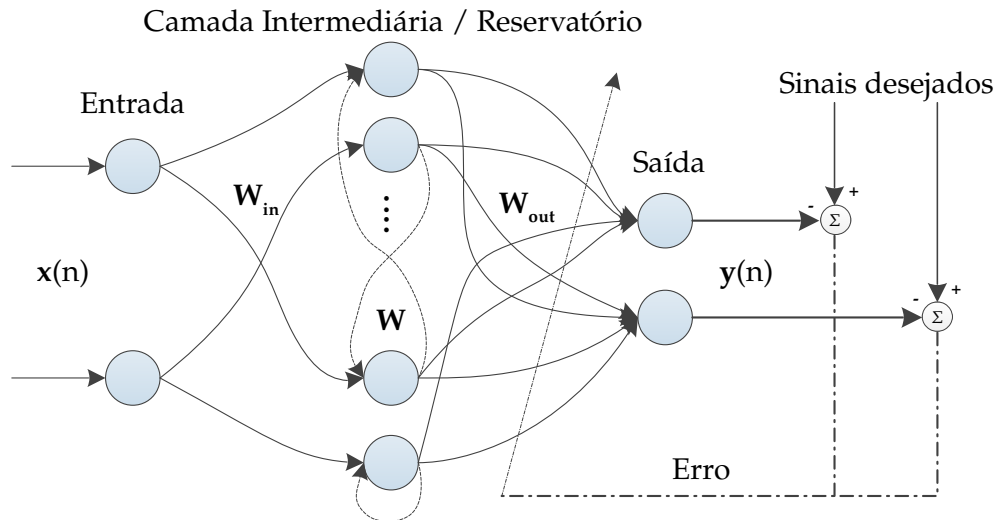 Camada Intermediária / Reservatório
Entrada
Sinais desejados
Saída
W_in
W_out
x(n)
y(n)
W
+
-
Σ
+
-
Σ
Erro